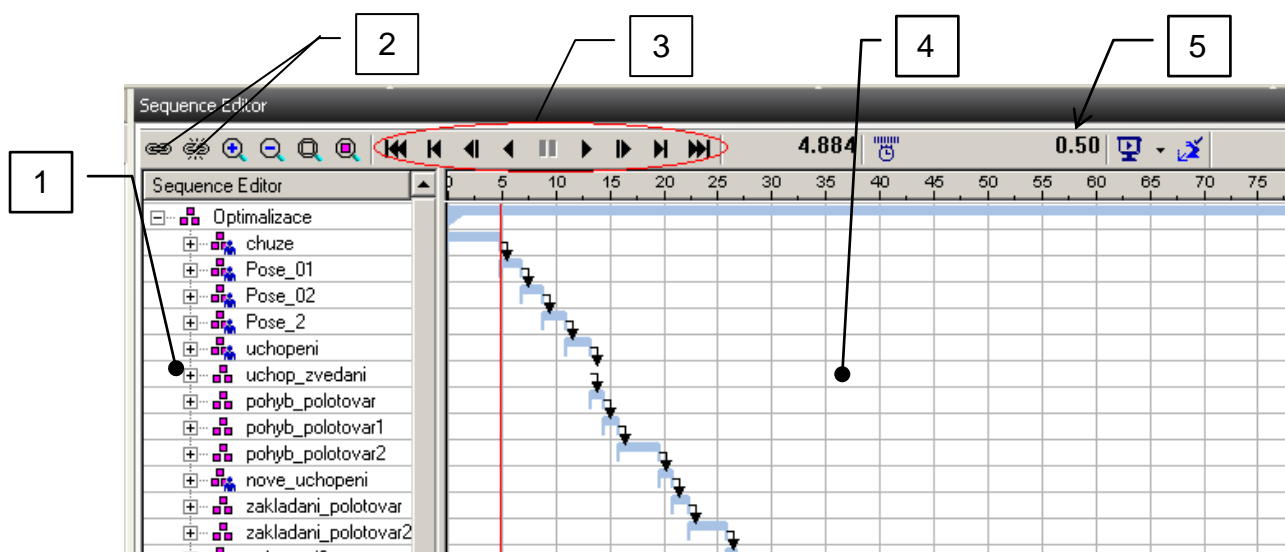 2
3
4
5
Sequence Editor
4.884
0.50
1
Sequence Editor
0 5 10 15 20 25 30 35 40 45 50 55 60 65 70 75
Optimalizace
chuze
Pose_01
Pose_02
Pose_2
uchopeni
uchop_zvedani
pohyb_polotovar
pohyb_polotovar1
pohyb_polotovar2
nove_uchopeni
zakladani_polotovar
zakladani_polotovar2